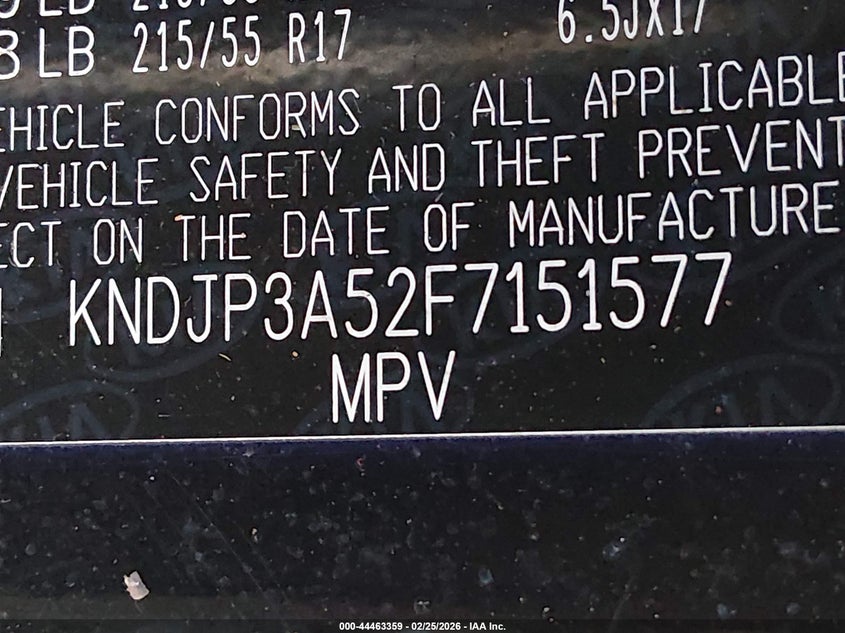 8 LB 215/55 R17 6.5JX17
EHICLE CONFORMS TO ALL APPLICABLE
VEHICLE SAFETY AND THEFT PREVENT
ECT ON THE DATE OF MANUFACTURE
KNDJP3A52F7151577
MPV
000-44463359 - 02/25/2026 - IAA Inc.